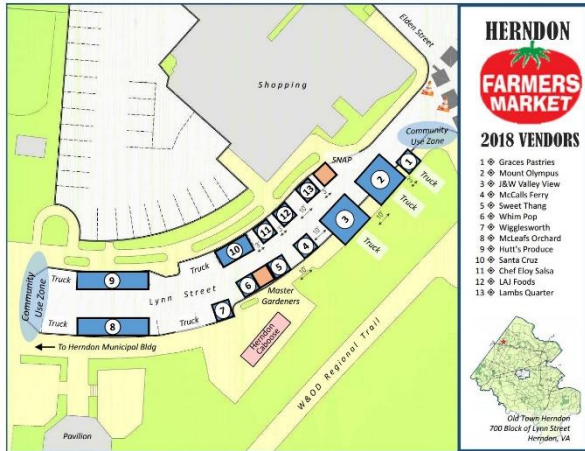 Elden Street
Shopping
SNAP
Community
Use Zone
1
Truck
2
Truck
13
12
11
10
3
Truck
4
Truck
5
6
Master
Gardeners
7
Truck
Truck
9
Lynn Street
Community
Use Zone
Truck
8
Truck
To Herndon Municipal Bldg
Herndon
Caboose
W&OD Regional Trail
Pavilion
HERNDON
FARMERS
MARKET
2018 VENDORS
1 ◈ Graces Pastries
2 ◈ Mount Olympus
3 ◈ J&W Valley View
4 ◈ McCalls Ferry
5 ◈ Sweet Thang
6 ◈ Whim Pop
7 ◈ Wigglesworth
8 ◈ McLeafs Orchard
9 ◈ Hutt's Produce
10 ◈ Santa Cruz
11 ◈ Chef Eloy Salsa
12 ◈ LAJ Foods
13 ◈ Lambs Quarter
Old Town Herndon
700 Block of Lynn Street
Herndon, VA